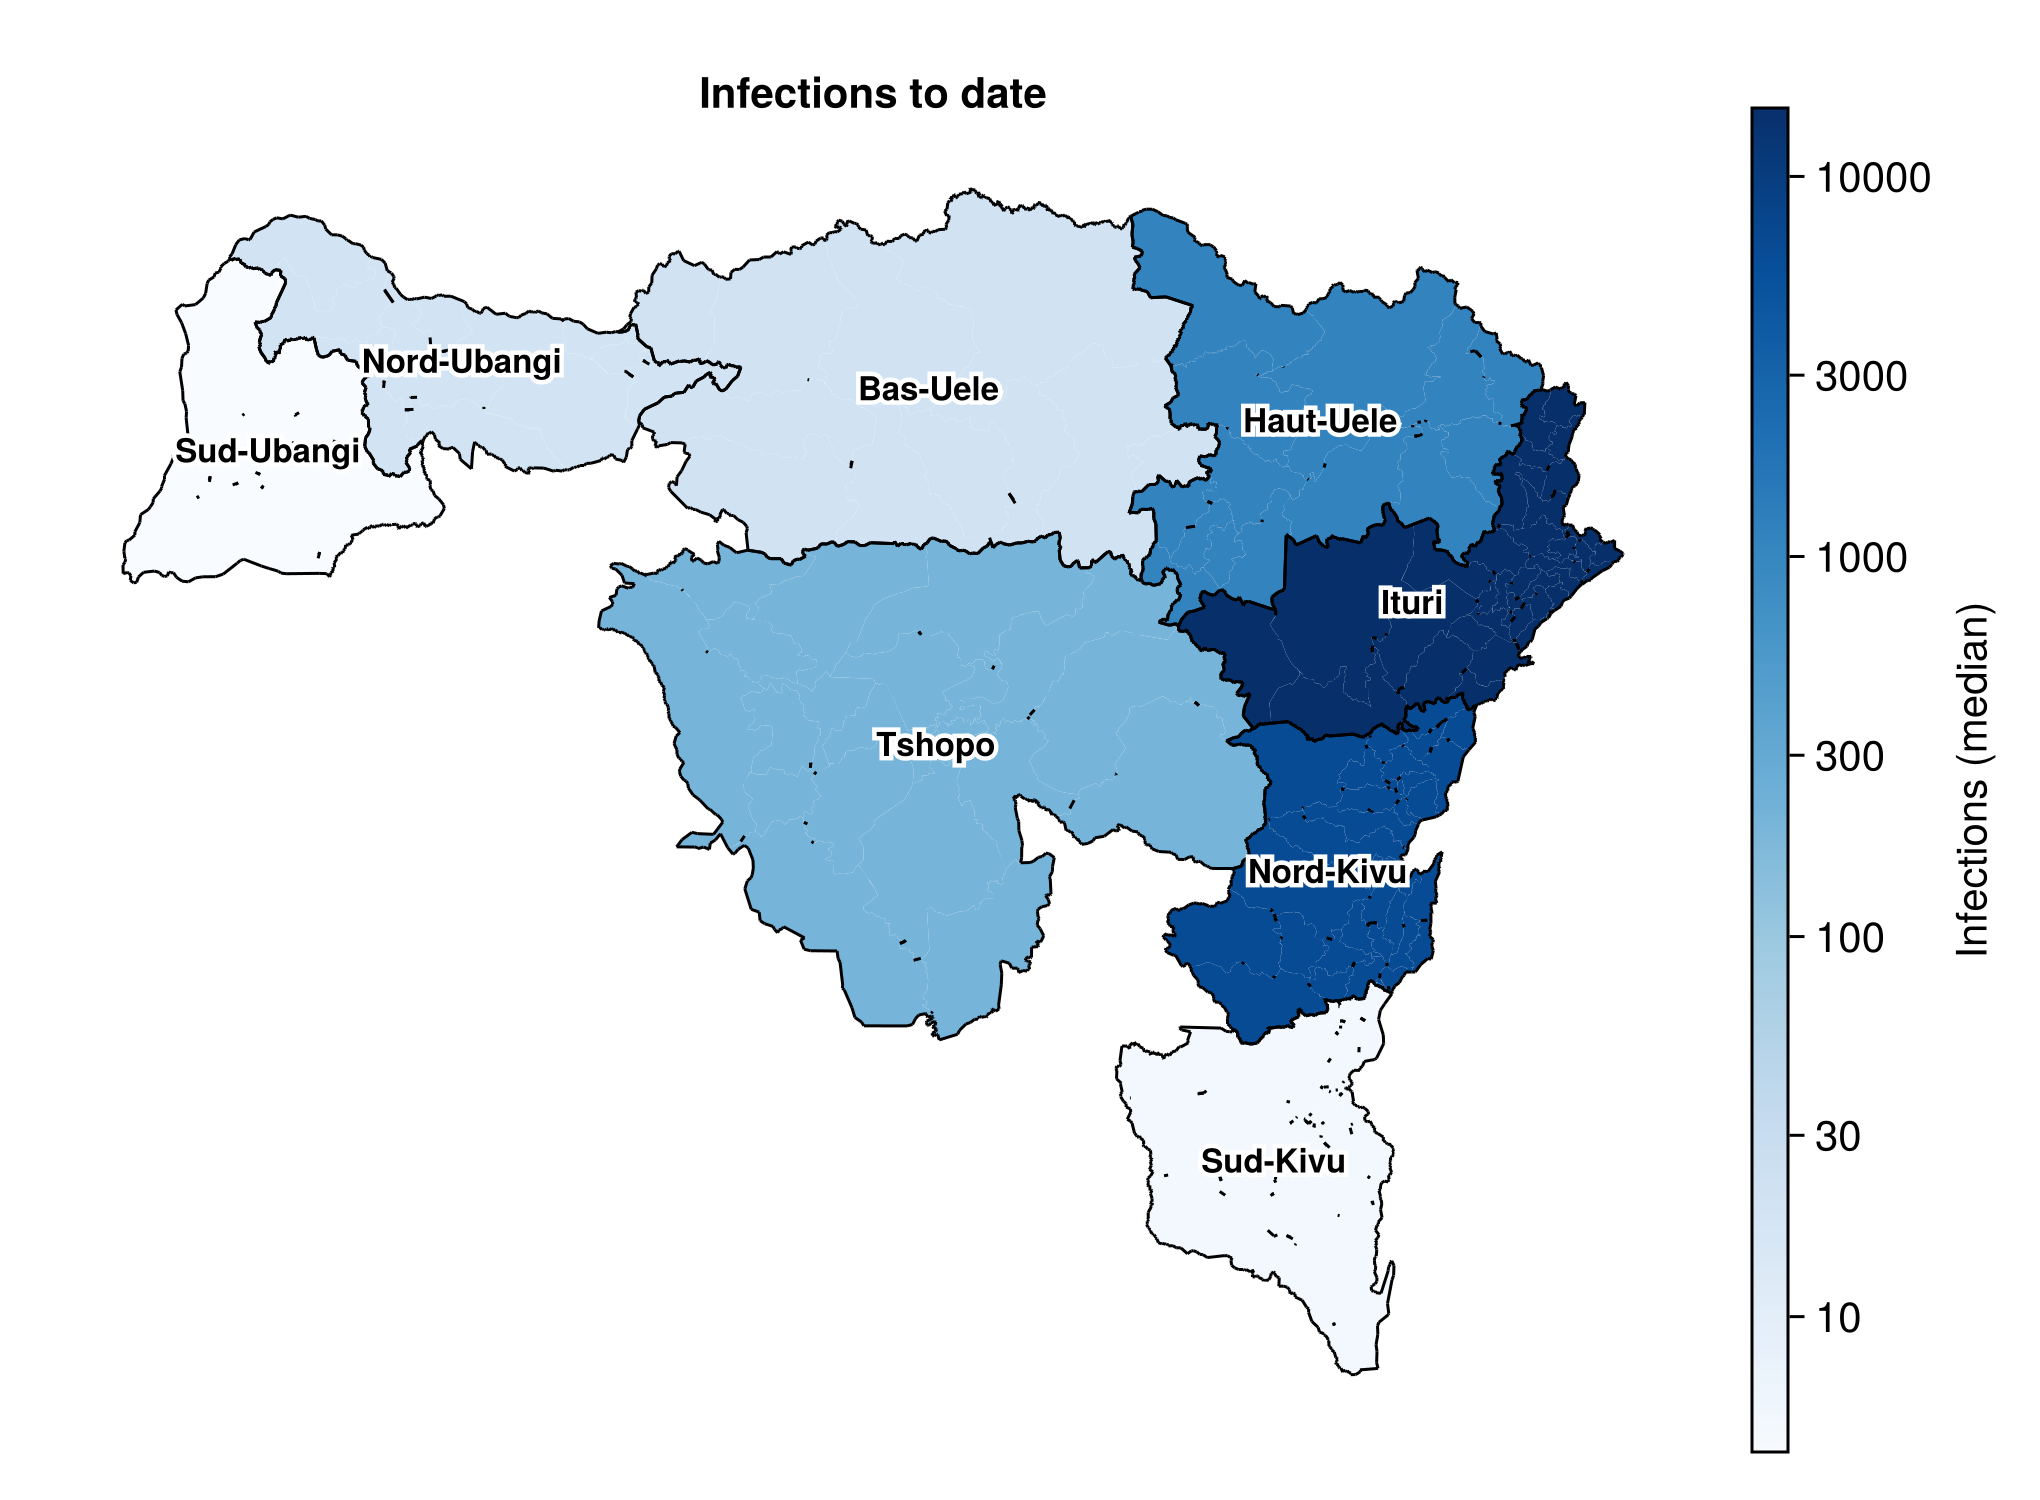 Infections to date
Nord-Ubangi
Bas-Uele
Haut-Uele
Sud-Ubangi
Ituri
Tshopo
Nord-Kivu
Sud-Kivu
10000
3000
1000
300
100
30
10
Infections (median)